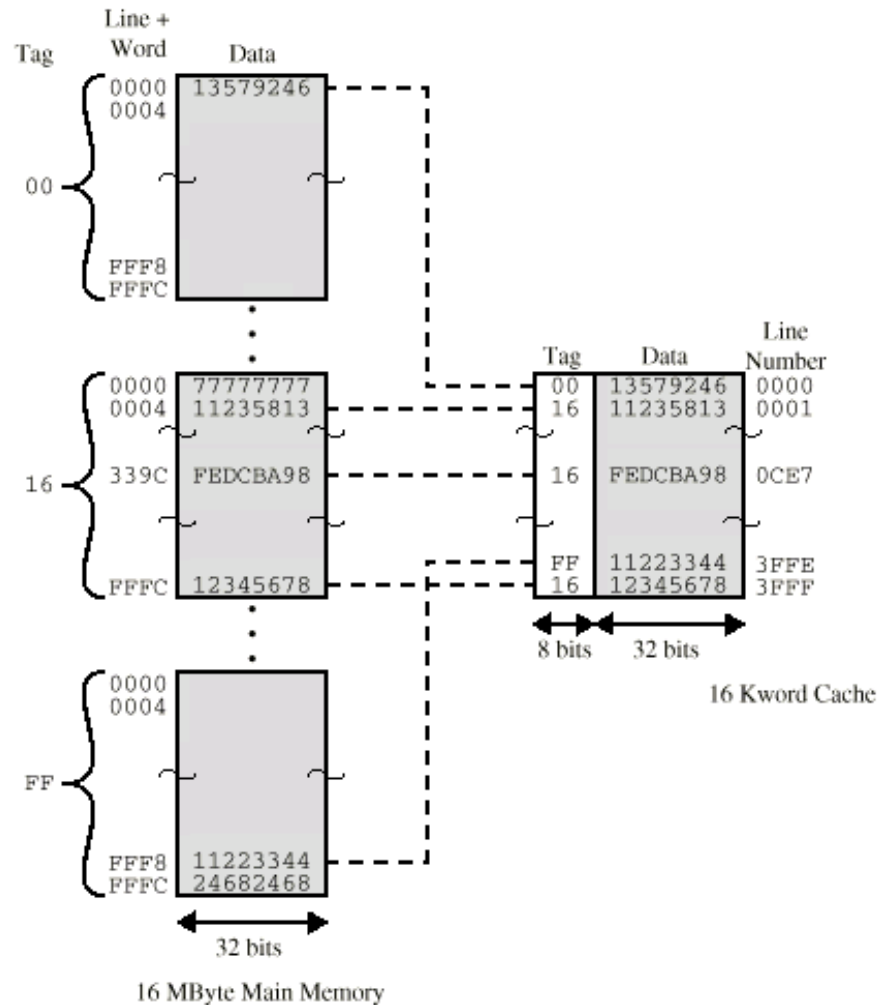 Line +
Tag Word Data
0000 13579246
0004
00
FFF8
FFFC
0000 77777777
0004 11235813
16 339C FEDCBA98
FFFC 12345678
0000
0004
FF
FFF8 11223344
FFFC 24682468
32 bits
16 MByte Main Memory
Line
Tag Data Number
00 13579246 0000
16 11235813 0001
16 FEDCBA98 0CE7
FF 11223344 3FFE
16 12345678 3FFF
8 bits 32 bits
16 Kword Cache